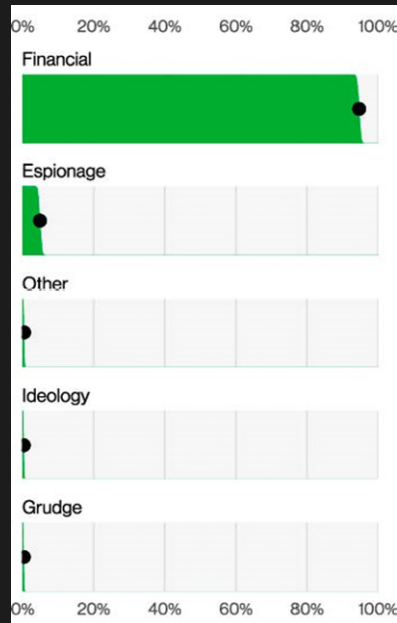 0% 20% 40% 60% 80% 100%
Financial
Espionage
Other
Ideology
Grudge
0% 20% 40% 60% 80% 100%